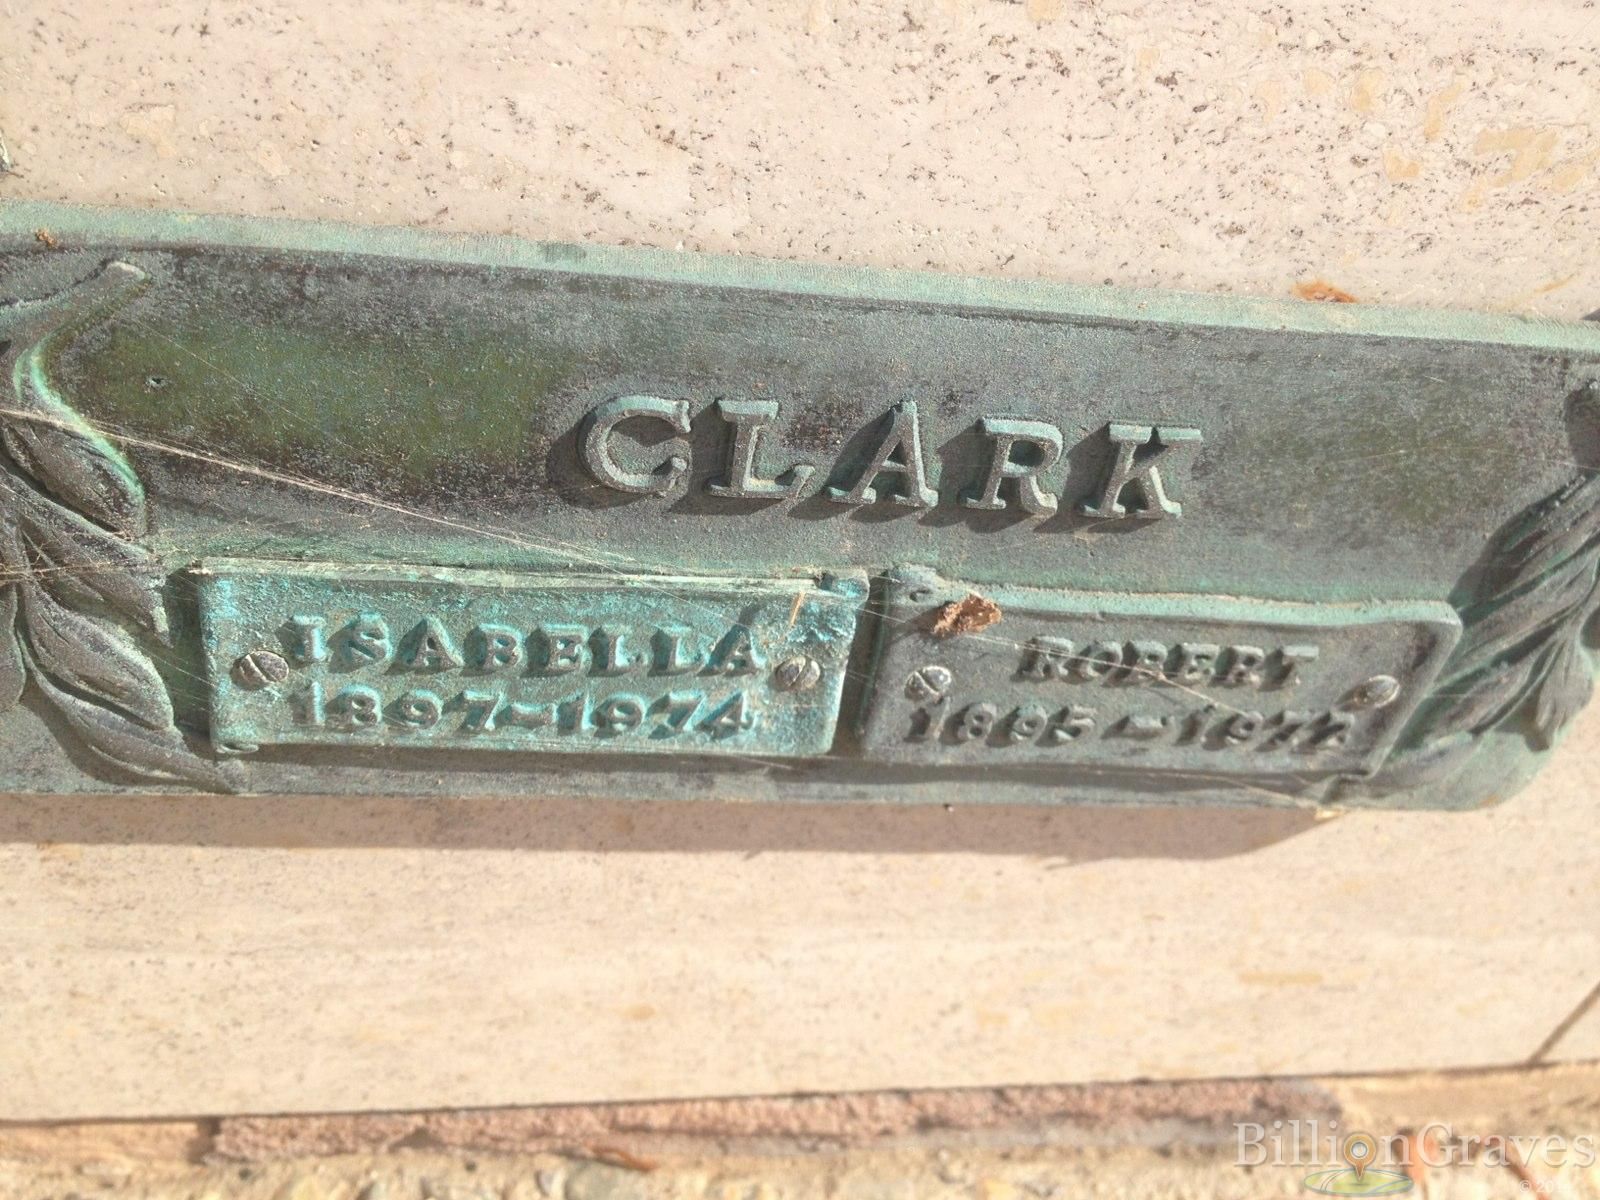 CLARK
ISABELLA
1897-1974
ROBERT
1895-1972
BillionGraves